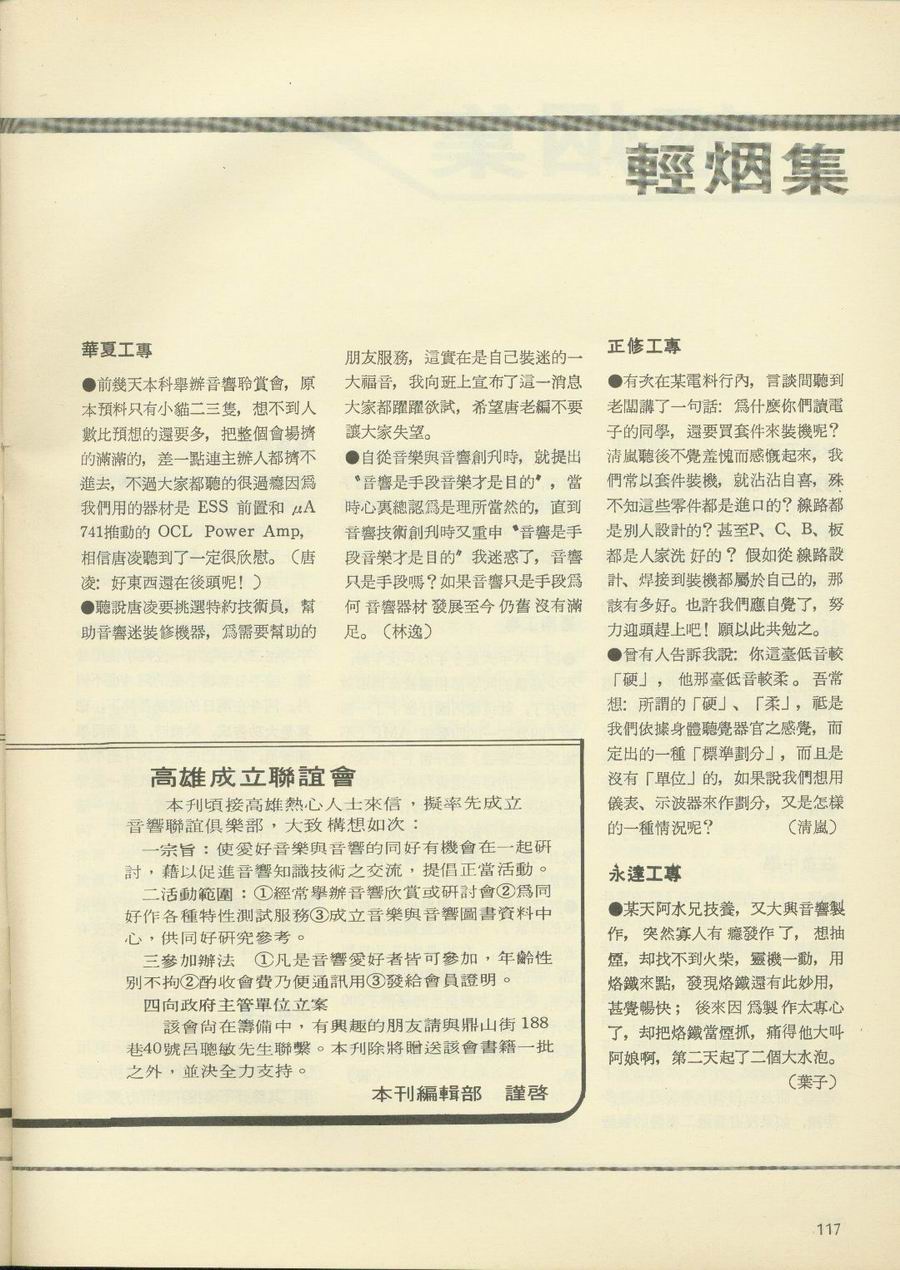 輕烟集
華夏工專
●前幾天本科舉辦音響聆賞會，原
本預料只有小貓二三隻，想不到人
數比預想的還要多，把整個會場擠
的滿滿的，差一點連主辦人都擠不
進去，不過大家都聽的很過癮因爲
我們用的器材是 ESS 前置和 μA
741推動的 OCL Power Amp,
相信唐凌聽到了一定很欣慰。（唐
凌：好東西還在後頭呢！）
●聽說唐凌要挑選特約技術員，幫
助音響迷裝修機器，爲需要幫助的
朋友服務，這實在是自己裝迷的一
大福音，我向班上宣布了這一消息
大家都躍躍欲試，希望唐老編不要
讓大家失望。
●自從音樂與音響創刋時，就提出
〝音響是手段音樂才是目的〞，當
時心裏總認爲是理所當然的，直到
音響技術創刋時又重申〝音響是手
段音樂才是目的〞我迷惑了，音響
只是手段嗎？如果音響只是手段爲
何音響器材發展至今仍舊沒有滿
足。（林逸）
正修工專
●有次在某電料行內，言談間聽到
老闆講了一句話：爲什麼你們讀電
子的同學，還要買套件來裝機呢？
清嵐聽後不覺羞愧而感慨起來，我
們常以套件裝機，就沾沾自喜，殊
不知這些零件都是進口的？線路都
是別人設計的？甚至P、C、B、板
都是人家洗好的？假如從線路設
計、焊接到裝機都屬於自己的，那
該有多好。也許我們應自覺了，努
力迎頭趕上吧！願以此共勉之。
●曾有人告訴我說：你這臺低音較
「硬」，他那臺低音較柔。吾常
想：所謂的「硬」、「柔」，祗是
我們依據身體聽覺器官之感覺，而
定出的一種「標準劃分」，而且是
沒有「單位」的，如果說我們想用
儀表、示波器來作劃分，又是怎樣
的一種情況呢？（清嵐）
永達工專
●某天阿水兄技養，又大興音響製
作，突然寡人有癮發作了，想抽
煙，却找不到火柴，靈機一動，用
烙鐵來點，發現烙鐵還有此妙用，
甚覺暢快；後來因爲製作太專心
了，却把烙鐵當煙抓，痛得他大叫
阿娘啊，第二天起了二個大水泡。
（葉子）
高雄成立聯誼會
本刊頃接高雄熱心人士來信，擬率先成立
音響聯誼俱樂部，大致構想如次：
一宗旨：使愛好音樂與音響的同好有機會在一起研
討，藉以促進音響知識技術之交流，提倡正當活動。
二活動範圍：①經常舉辦音響欣賞或研討會②爲同
好作各種特性測試服務③成立音樂與音響圖書資料中
心，供同好研究參考。
三參加辦法　①凡是音響愛好者皆可參加，年齡性
別不拘②酌收會費乃便通訊用③發給會員證明。
四向政府主管單位立案
該會尙在籌備中，有興趣的朋友請與鼎山街188
巷40號呂聰敏先生聯繫。本刊除將贈送該會書籍一批
之外，並決全力支持。
本刊編輯部　謹啓
117